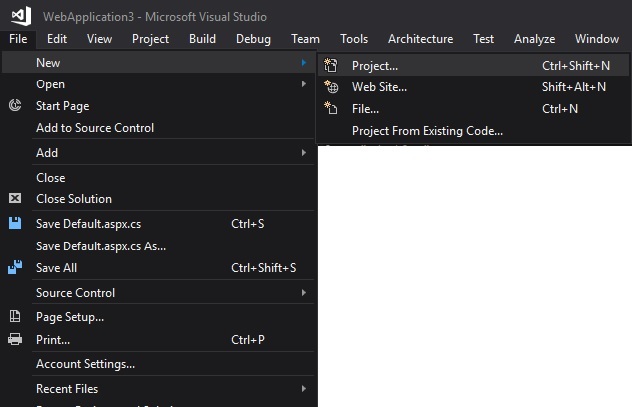 WebApplication3 - Microsoft Visual Studio
File Edit View Project Build Debug Team Tools Architecture Test Analyze Window
New
Project... Ctrl+Shift+N
Open
Web Site... Shift+Alt+N
Start Page
File... Ctrl+N
Add to Source Control
Project From Existing Code...
Add
Close
Close Solution
Save Default.aspx.cs Ctrl+S
Save Default.aspx.cs As...
Save All Ctrl+Shift+S
Source Control
Page Setup...
Print... Ctrl+P
Account Settings...
Recent Files